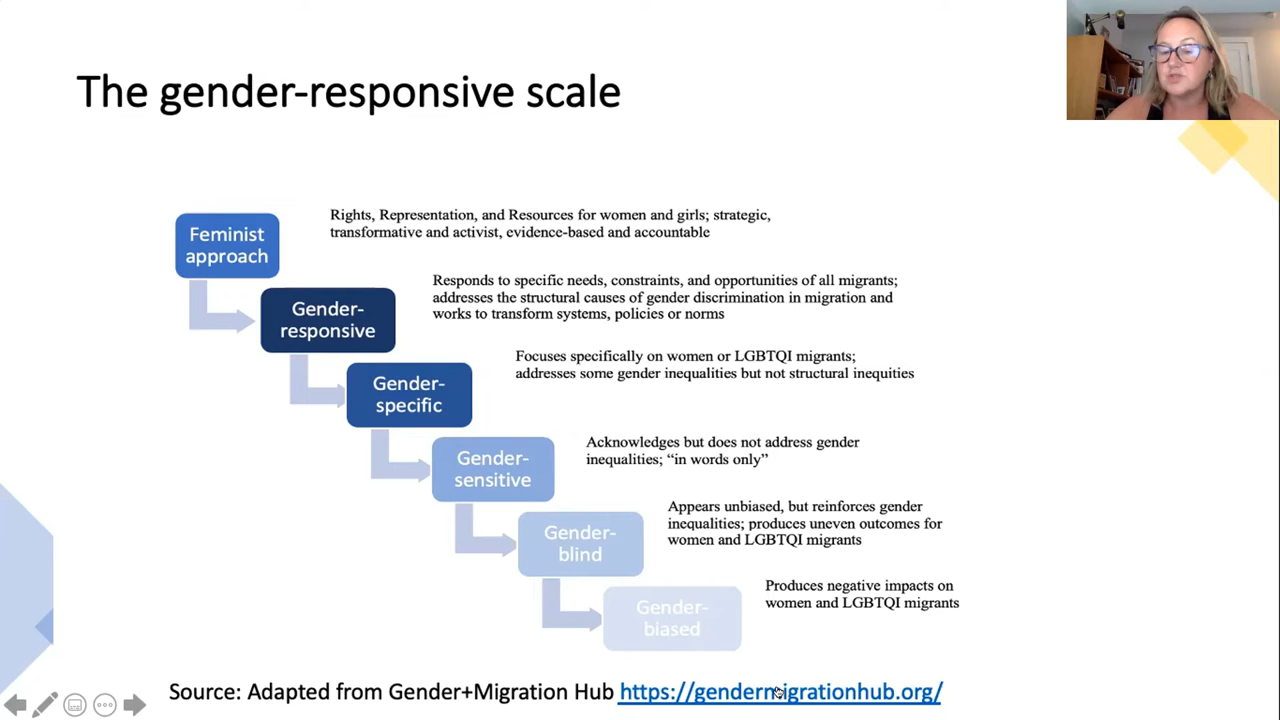 The gender-responsive scale
Feminist
approach
Rights, Representation, and Resources for women and girls; strategic,
transformative and activist, evidence-based and accountable
Gender-
responsive
Responds to specific needs, constraints, and opportunities of all migrants;
addresses the structural causes of gender discrimination in migration and
works to transform systems, policies or norms
Gender-
specific
Focuses specifically on women or LGBTQI migrants;
addresses some gender inequalities but not structural inequities
Gender-
sensitive
Acknowledges but does not address gender
inequalities; “in words only”
Gender-
blind
Appears unbiased, but reinforces gender
inequalities; produces uneven outcomes for
women and LGBTQI migrants
Gender-
biased
Produces negative impacts on
women and LGBTQI migrants
Source: Adapted from Gender+Migration Hub https://gendermigrationhub.org/